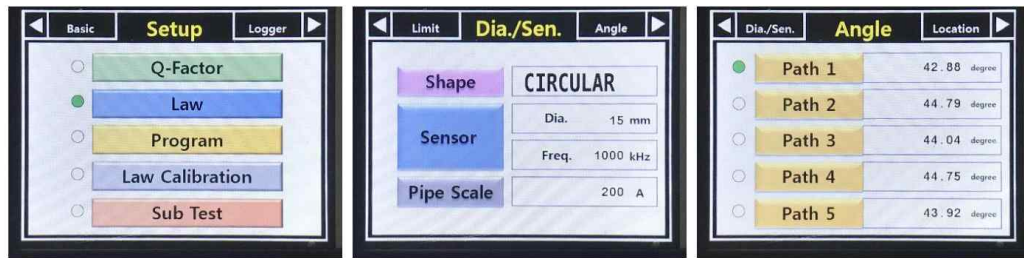 Basic Setup Logger
Q-Factor
Law
Program
Law Calibration
Sub Test
Limit Dia./Sen. Angle
Shape CIRCULAR
Sensor
Dia. 15 mm
Freq. 1000 kHz
Pipe Scale 200 A
Dia./Sen. Angle Location
Path 1 42.88 degree
Path 2 44.79 degree
Path 3 44.04 degree
Path 4 44.75 degree
Path 5 43.92 degree